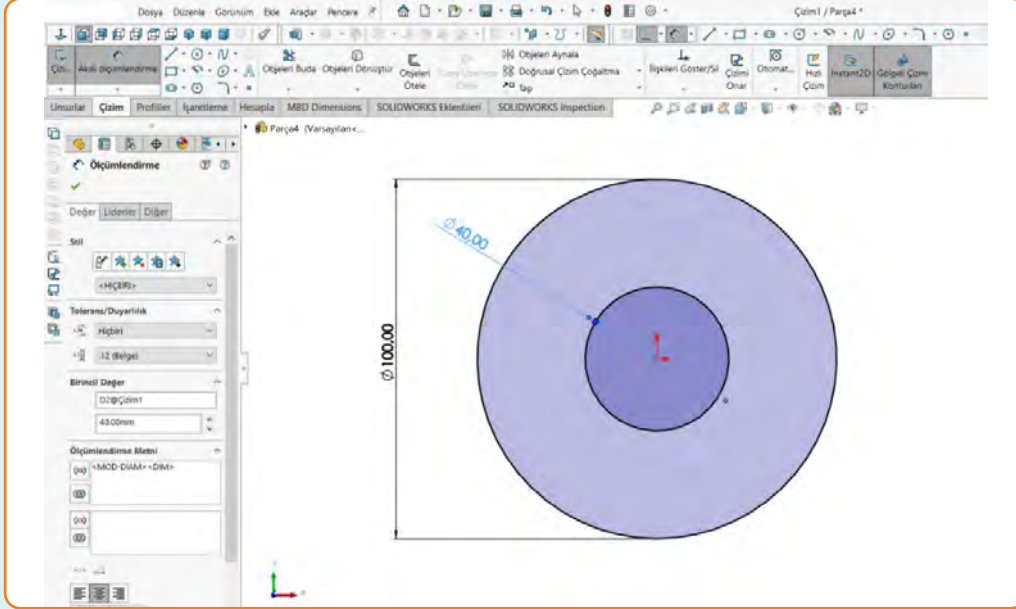 Dosya Düzenle Görünüm Ekle Araçlar Pencere
Çizim1 / Parça4 *
Çizi... Akıllı ölçümlendirme
Objeleri Buda
Objeleri Dönüştür
Objeleri Ötele
Objeleri Aynala
Doğrusal Çizim Çoğaltma
Taşı
İlişkileri Göster/Sil
Çizimi Onar
Otomat...
Hızlı Çizim
Instant2D
Gölgeli Çizim Konturları
Unsurlar Çizim Profiller İşaretleme Hesapla MBD Dimensions SOLIDWORKS Eklentileri SOLIDWORKS Inspection
Parça4 (Varsayılan<...
Ölçümlendirme
Değer Liderler Diğer
Stil
<HİÇBİRİ>
Tolerans/Duyarlılık
Hiçbiri
.12 (Belge)
Birincil Değer
D2@Çizim1
40.00mm
Ölçümlendirme Metni
<MOD-DIAM><DIM>
∅40,00
∅100,00